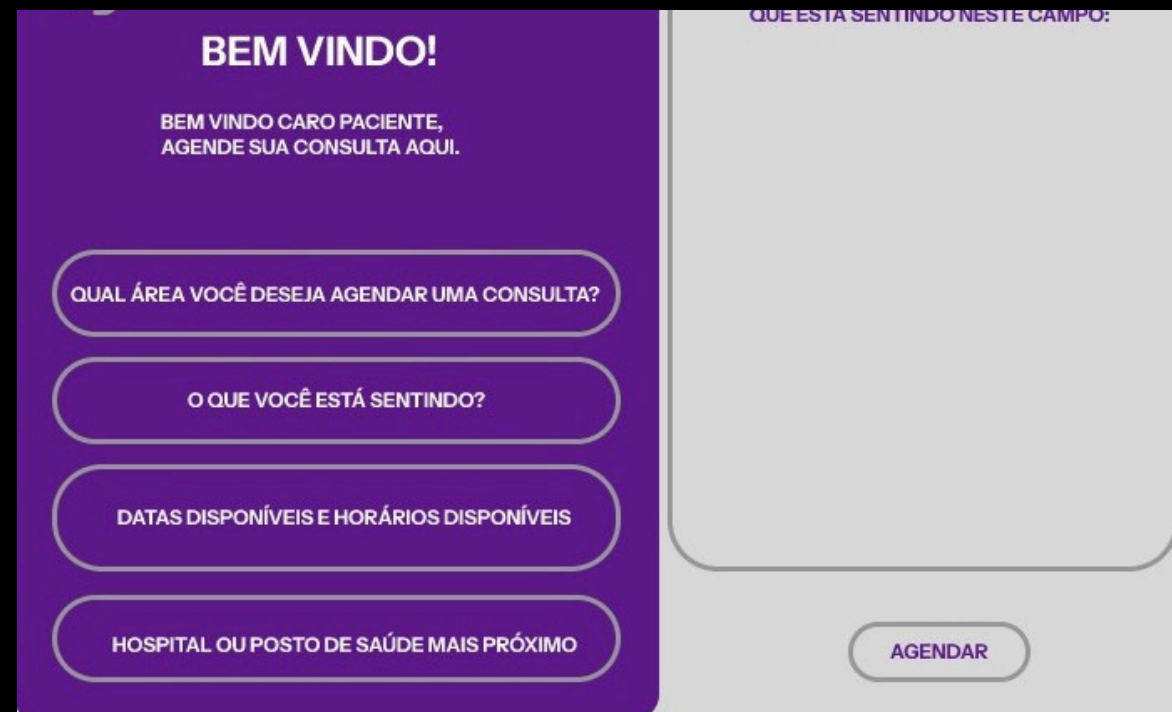 BEM VINDO!
BEM VINDO CARO PACIENTE,
AGENDE SUA CONSULTA AQUI.
QUAL ÁREA VOCÊ DESEJA AGENDAR UMA CONSULTA?
O QUE VOCÊ ESTÁ SENTINDO?
DATAS DISPONÍVEIS E HORÁRIOS DISPONÍVEIS
HOSPITAL OU POSTO DE SAÚDE MAIS PRÓXIMO
QUE ESTA SENTINDO NESTE CAMPO:
AGENDAR